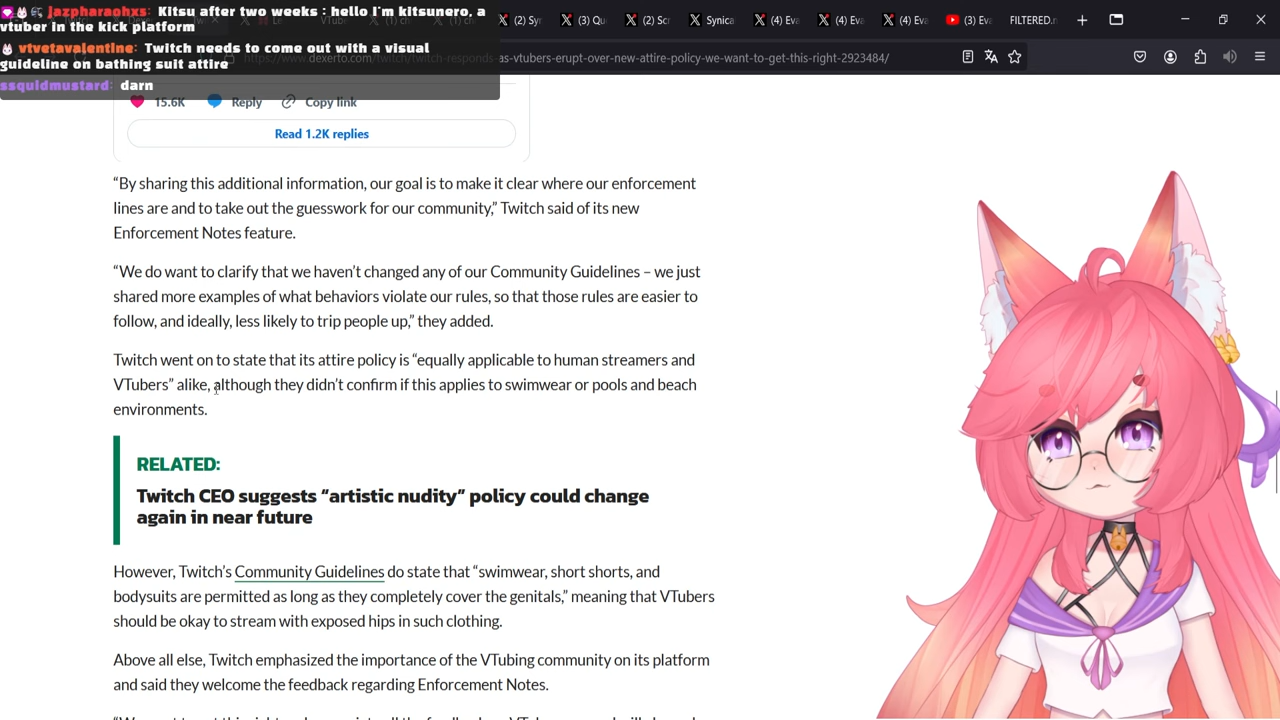 jazpharaohxs: Kitsu after two weeks : hello I'm kitsunero, a
vtuber in the kick platform
vtvetavalentine: Twitch needs to come out with a visual
guideline on bathing suit attire
ssquidmustard: darn
(2) Sy
(3) Qu
(2) Scr
Synica
(4) Eva
(4) Eva
(4) Eva
(3) Eva
FILTERED.
https://www.dexerto.com/twitch/twitch-responds-as-vtubers-erupt-over-new-attire-policy-we-want-to-get-this-right-2923484/
15.6K Reply Copy link
Read 1.2K replies
“By sharing this additional information, our goal is to make it clear where our enforcement
lines are and to take out the guesswork for our community,” Twitch said of its new
Enforcement Notes feature.
“We do want to clarify that we haven’t changed any of our Community Guidelines – we just
shared more examples of what behaviors violate our rules, so that those rules are easier to
follow, and ideally, less likely to trip people up,” they added.
Twitch went on to state that its attire policy is “equally applicable to human streamers and
VTubers” alike, although they didn’t confirm if this applies to swimwear or pools and beach
environments.
RELATED:
Twitch CEO suggests “artistic nudity” policy could change
again in near future
However, Twitch’s Community Guidelines do state that “swimwear, short shorts, and
bodysuits are permitted as long as they completely cover the genitals,” meaning that VTubers
should be okay to stream with exposed hips in such clothing.
Above all else, Twitch emphasized the importance of the VTubing community on its platform
and said they welcome the feedback regarding Enforcement Notes.